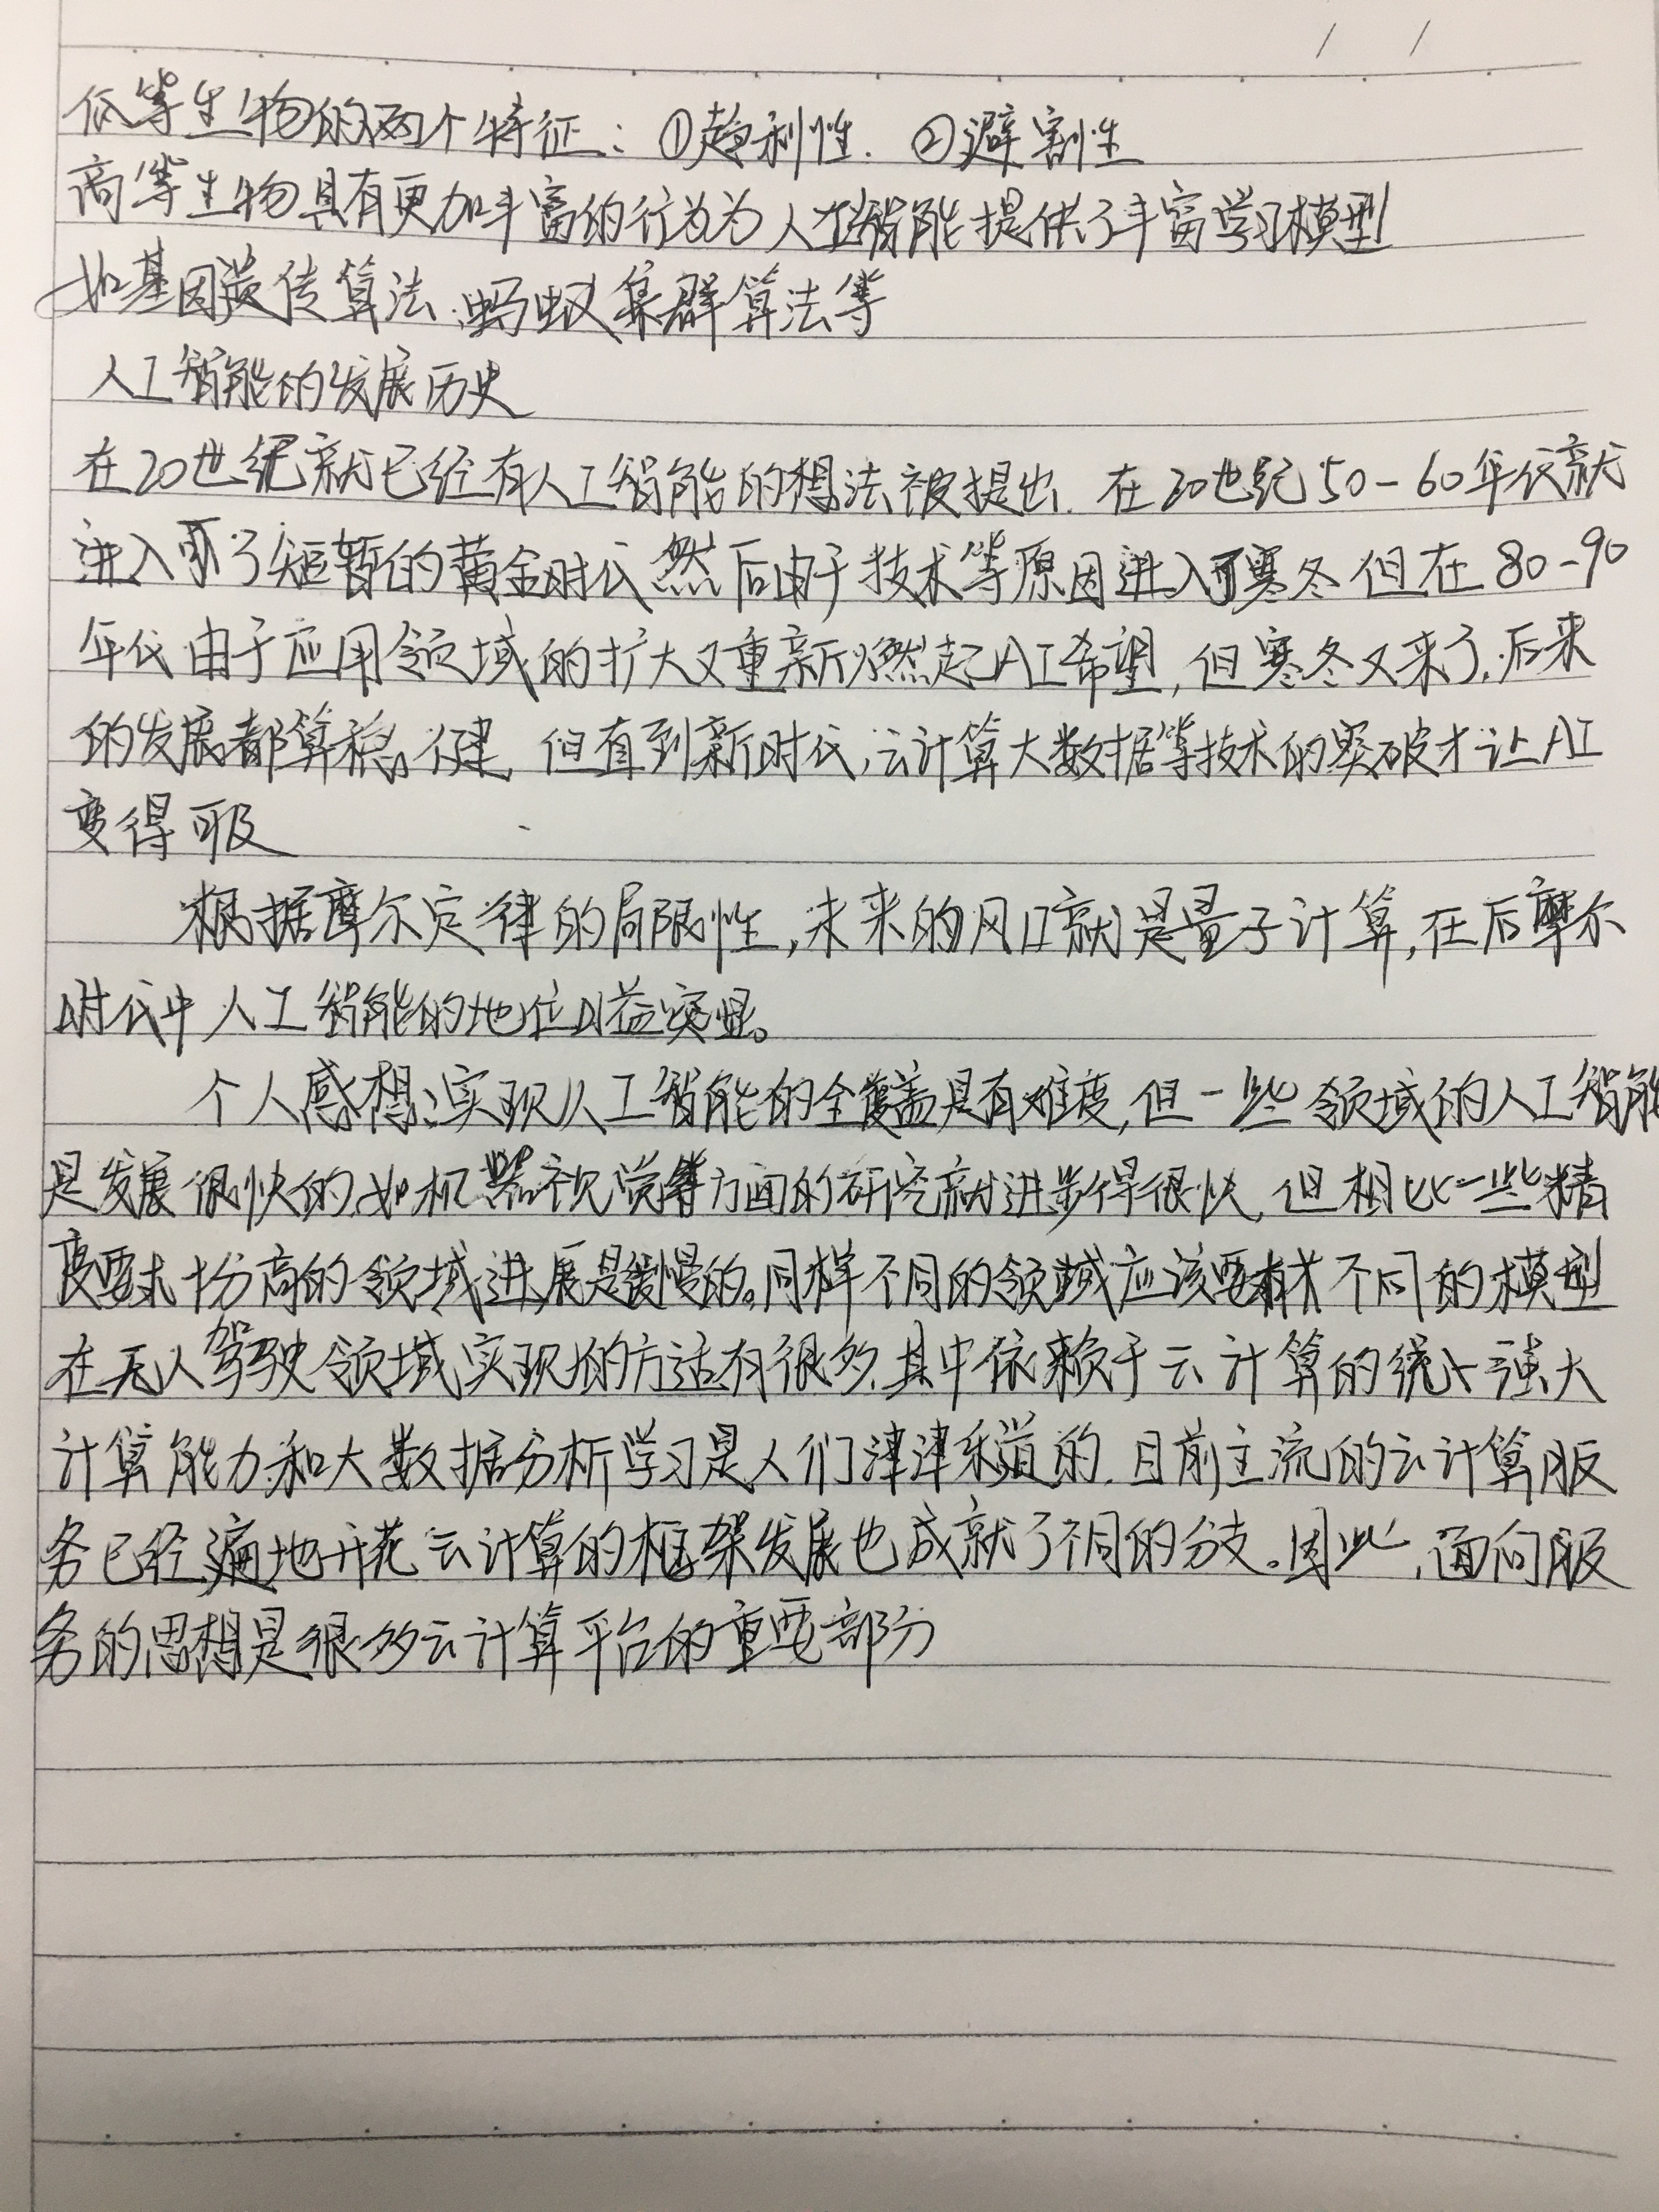 低等生物的两个特征：①趋利性. ②避害性
高等生物具有更加丰富的行为为人工智能提供了丰富学习模型
如基因遗传算法、蚂蚁集群算法等
人工智能的发展历史
在20世纪就已经有人工智能的想法被提出. 在20世纪50-60年代就
进入了短暂的黄金时代 然后由于技术等原因进入了寒冬 但在80-90
年代由于应用领域的扩大又重新燃起AI希望, 但寒冬又来了. 后来
的发展都算稳健, 但直到新时代, 云计算大数据等技术的突破才让AI
变得可及
根据摩尔定律的局限性, 未来的风口就是量子计算, 在后摩尔
时代中人工智能的地位日益突显。
个人感想: 实现人工智能的全覆盖具有难度, 但一些领域的人工智能
是发展很快的, 如机器视觉等方面的研究就进步得很快, 但相比一些精
度要求十分高的领域进展是缓慢的。同样不同的领域应该要有不同的模型
在无人驾驶领域实现的方法有很多, 其中依赖于云计算的强大
计算能力和大数据分析学习是人们津津乐道的. 目前主流的云计算服
务已经遍地开花 云计算的框架发展也成就了不同的分支。因此, 面向服
务的思想是很多云计算平台的重要部分